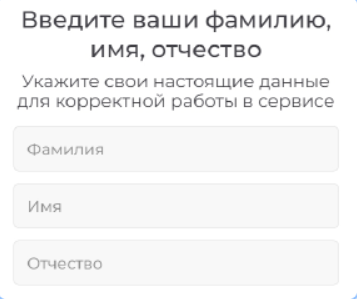 Введите ваши фамилию,
имя, отчество
Укажите свои настоящие данные
для корректной работы в сервисе
Фамилия
Имя
Отчество